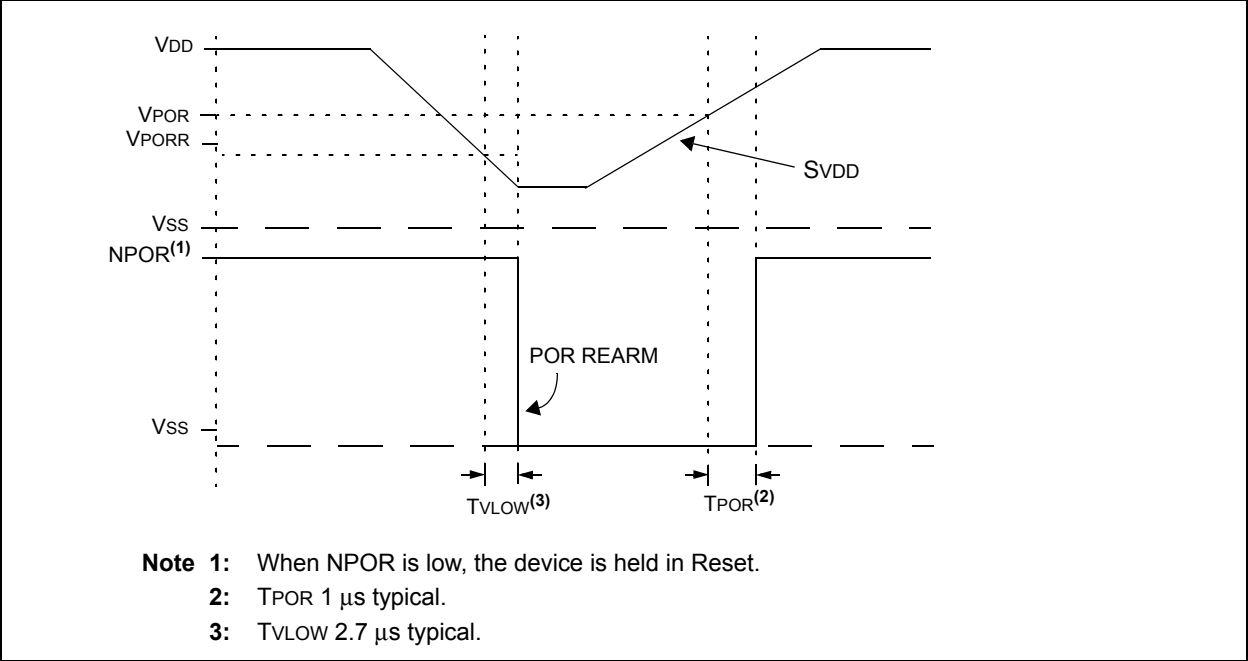 VDD
VPOR
VPORR
SVDD
VSS
NPOR(1)
POR REARM
VSS
TVLOW(3)
TPOR(2)
Note 1: When NPOR is low, the device is held in Reset.
2: TPOR 1 μs typical.
3: TVLOW 2.7 μs typical.